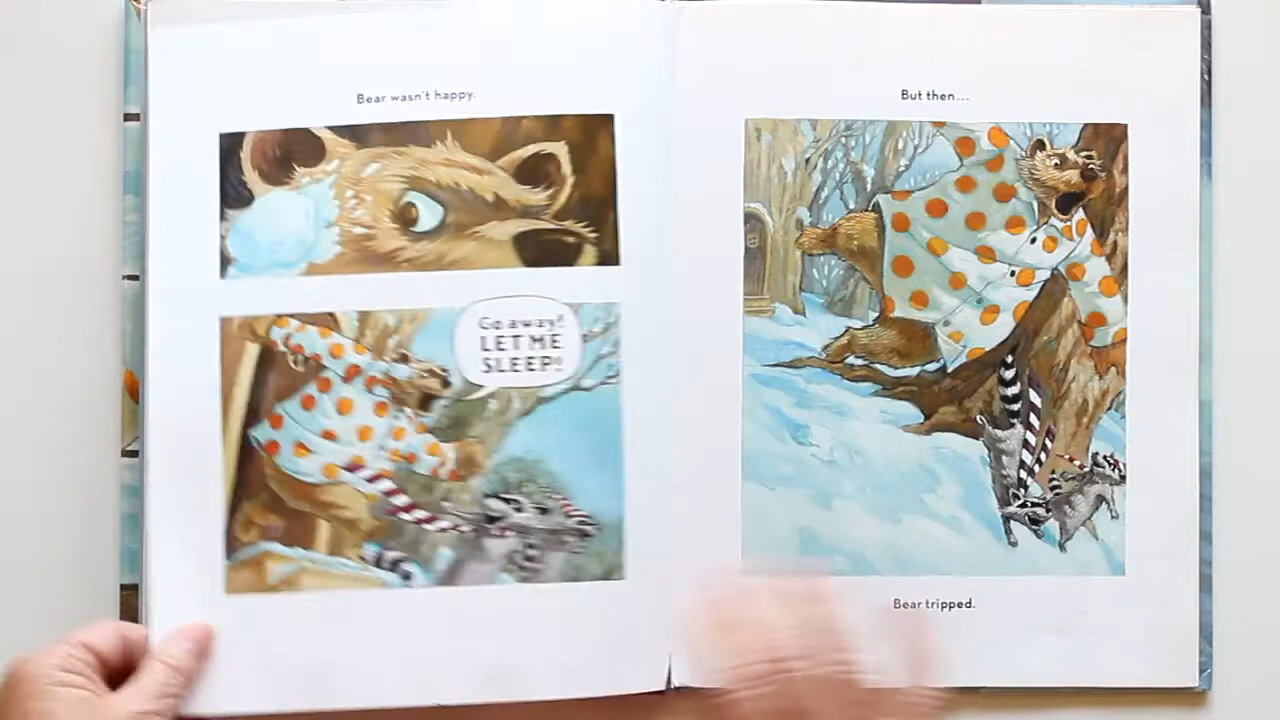 Bear wasn't happy.
Go away!
LET ME
SLEEP!
But then...
Bear tripped.